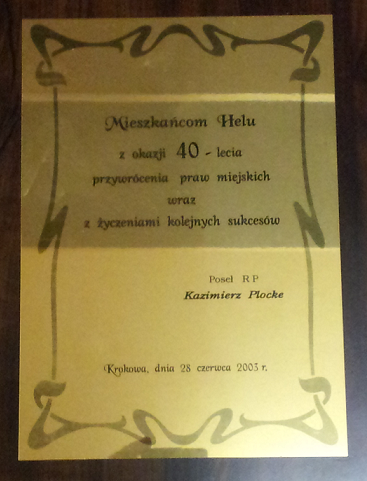 Mieszkańcom Helu
z okazji 40 - lecia
przywrócenia praw miejskich
wraz
z życzeniami kolejnych sukcesów
Poseł RP
Kazimierz Plocke
Krokowa, dnia 28 czerwca 2003 r.